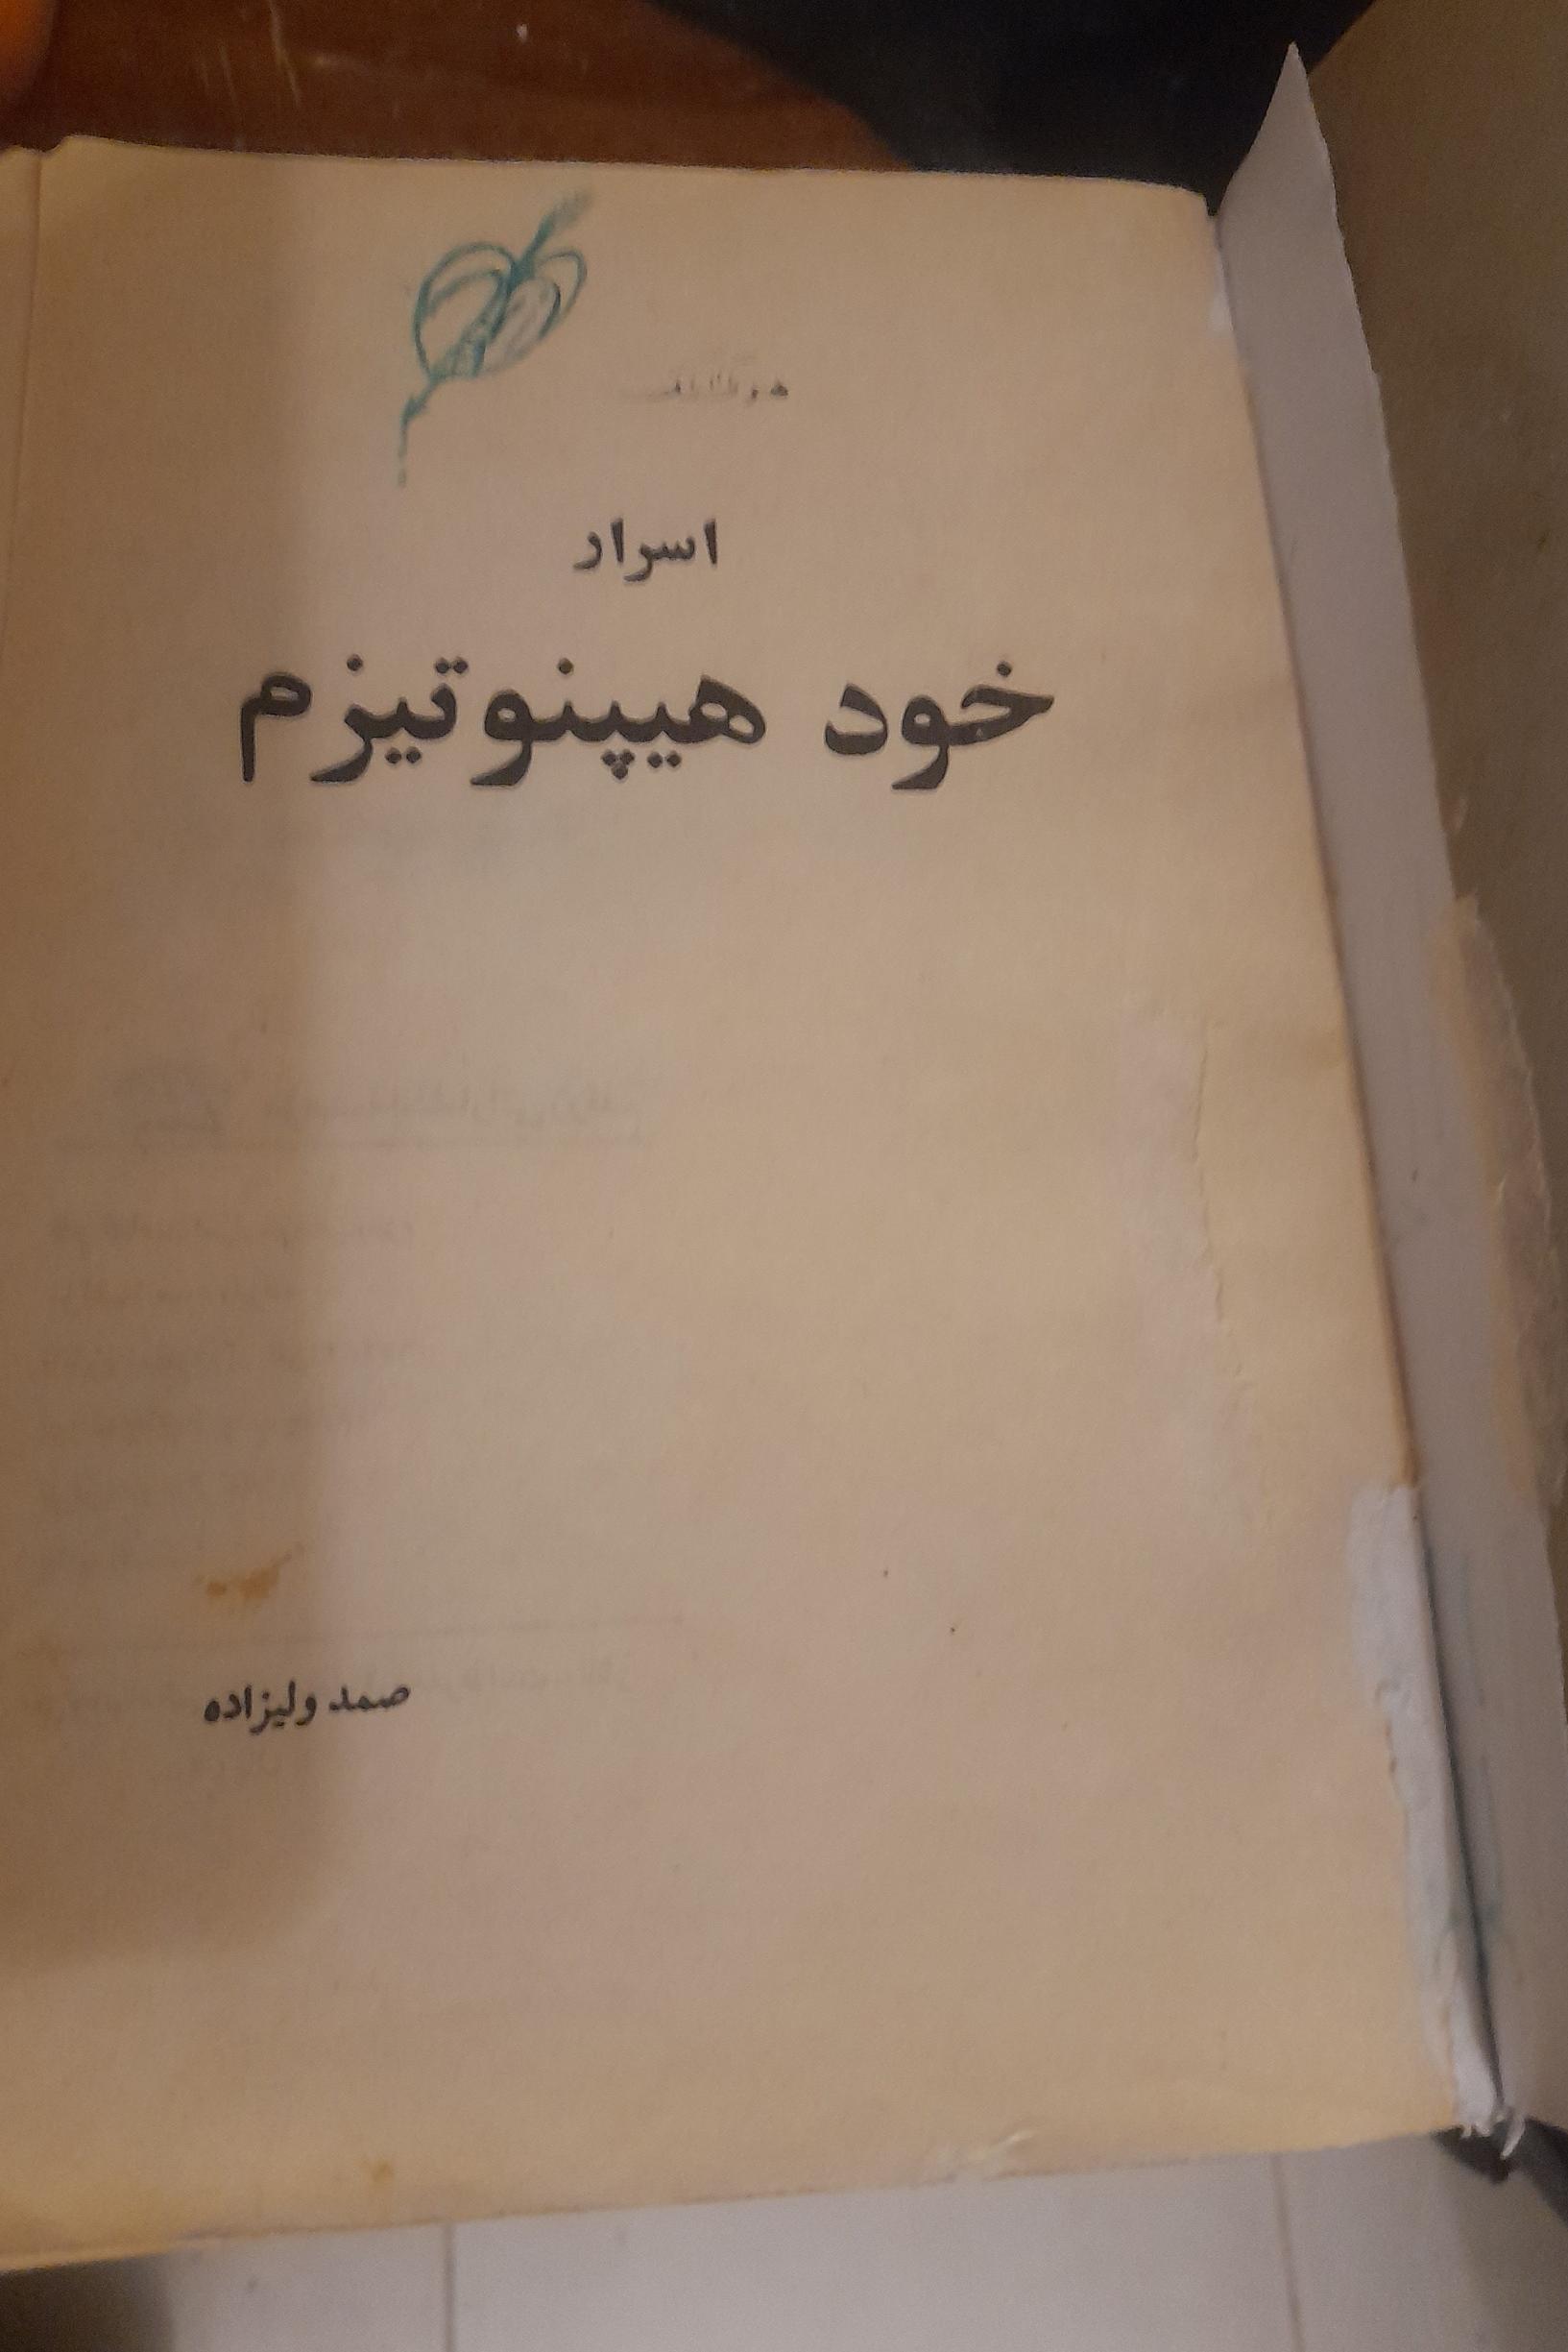 اسرار
خود هیپنوتیزم
صمد ولیزاده